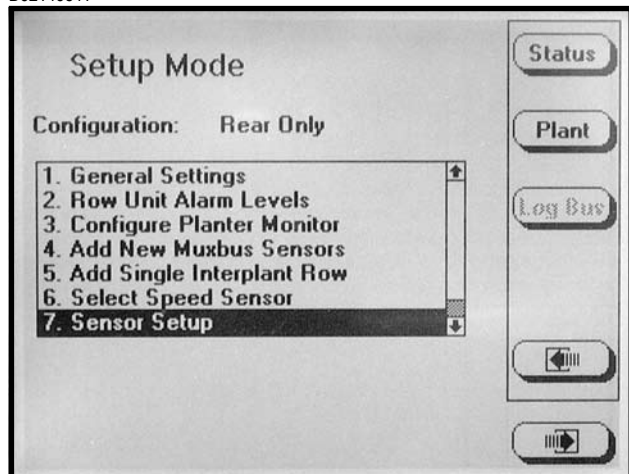 Setup Mode
Status
Configuration: Rear Only
Plant
1. General Settings
2. Row Unit Alarm Levels
3. Configure Planter Monitor
4. Add New Muxbus Sensors
5. Add Single Interplant Row
6. Select Speed Sensor
7. Sensor Setup
Log Bus